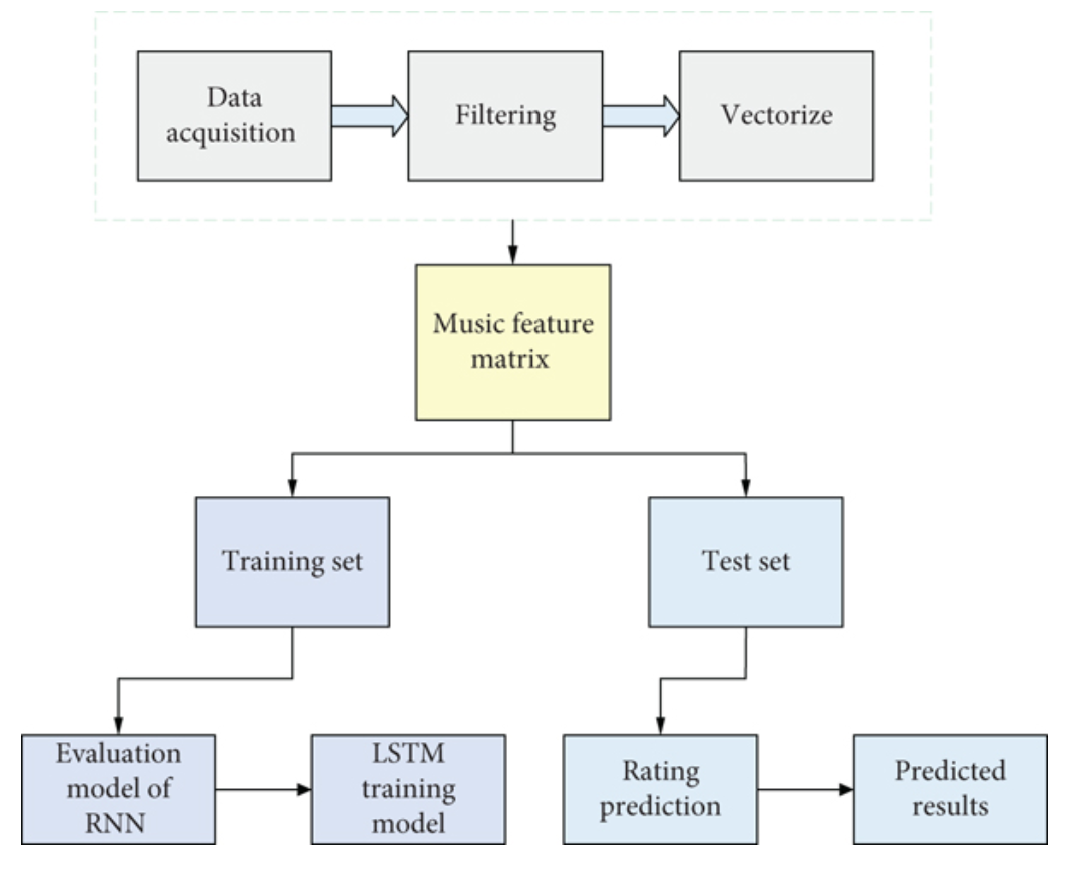 Data
acquisition
Filtering
Vectorize
Music feature
matrix
Training set
Test set
Evaluation
model of
RNN
LSTM
training
model
Rating
prediction
Predicted
results